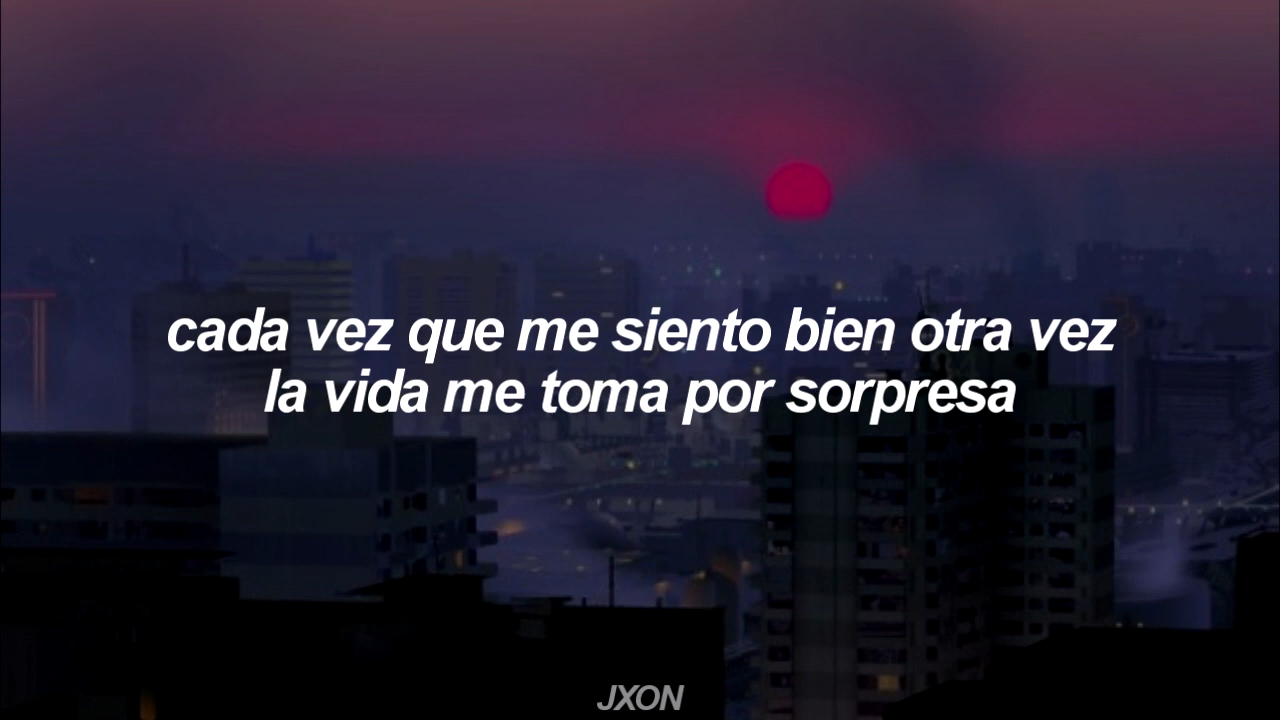 cada vez que me siento bien otra vez
la vida me toma por sorpresa
JXON